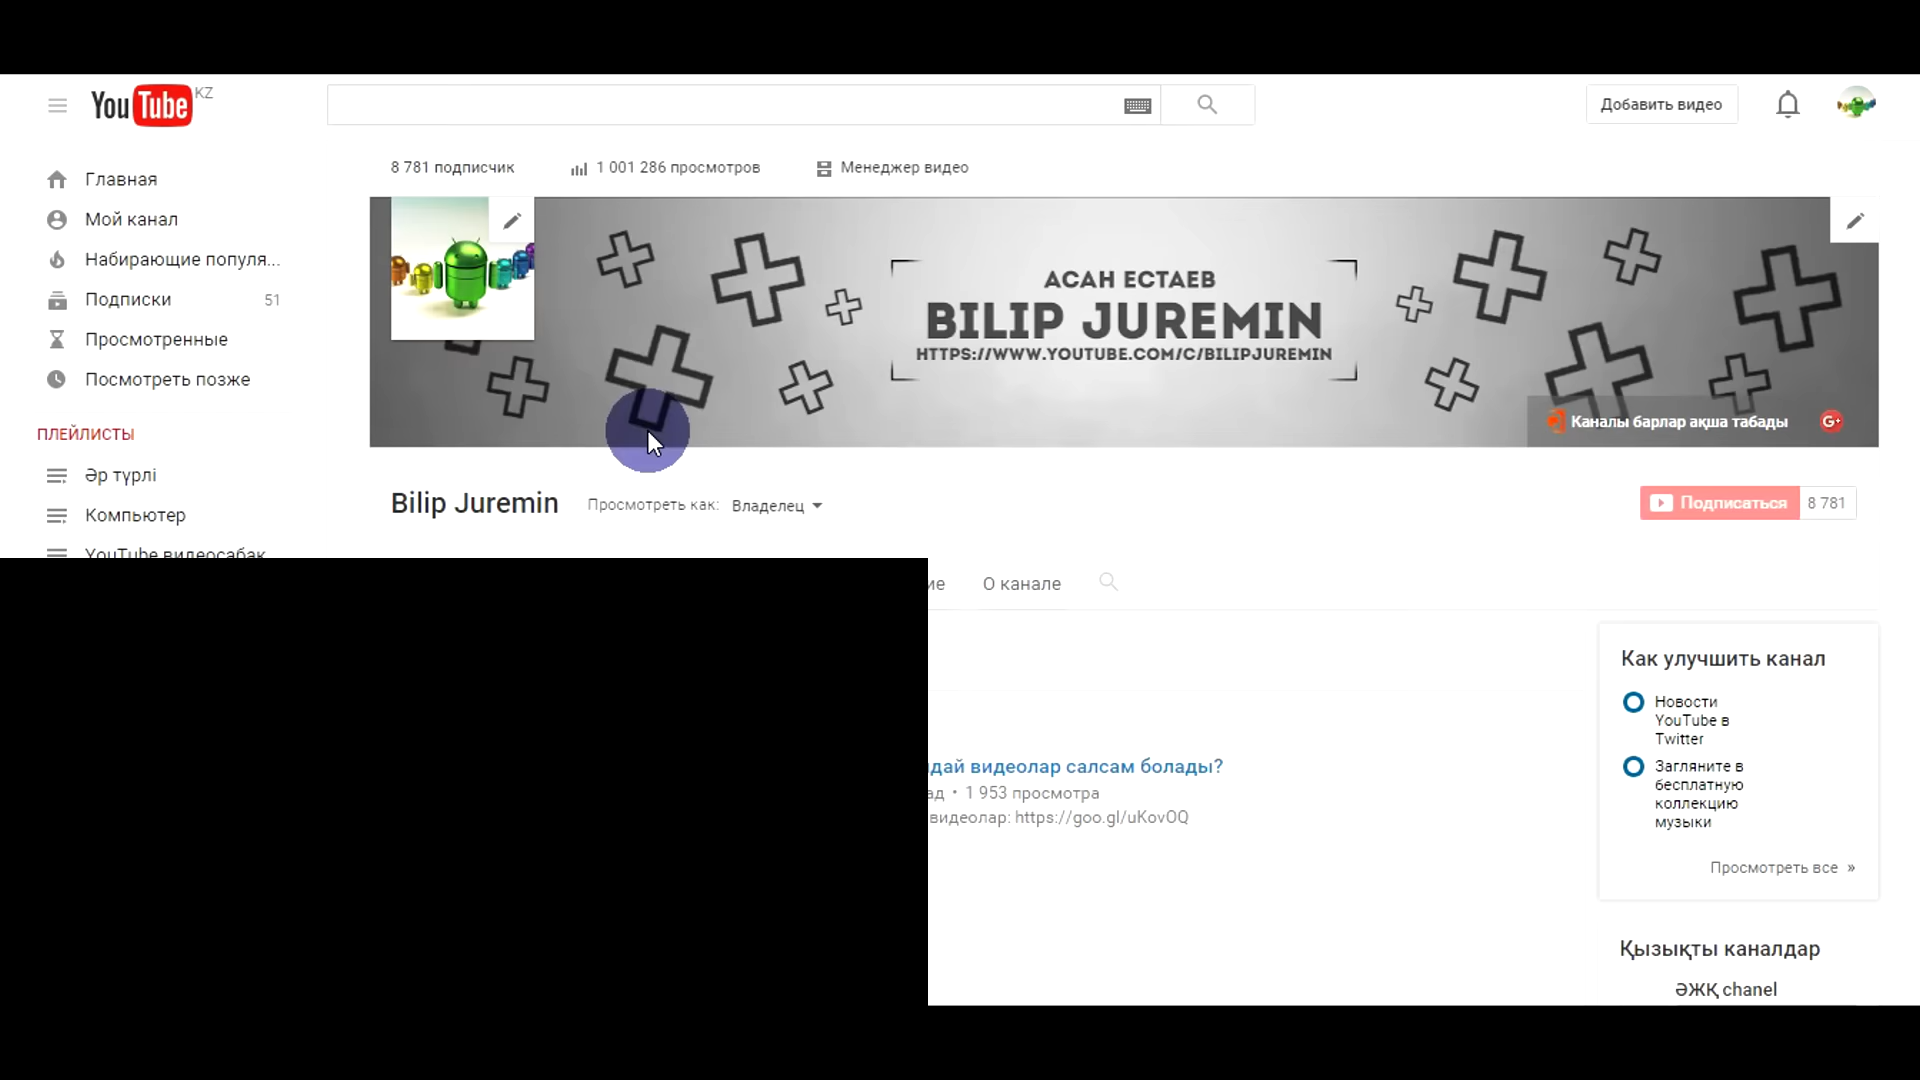 YouTube KZ
Добавить видео
8 781 подписчик
1 001 286 просмотров
Менеджер видео
Главная
Мой канал
Набирающие популя...
Подписки 51
Просмотренные
Посмотреть позже
ПЛЕЙЛИСТЫ
Әр түрлі
Компьютер
YouTube видеосабақ
АСАН ЕСТАЕВ
BILIP JUREMIN
HTTPS://WWW.YOUTUBE.COM/C/BILIPJUREMIN
Каналы барлар ақша табады
G+
Bilip Juremin
Просмотреть как: Владелец
Подписаться 8 781
ие
О канале
дай видеолар салсам болады?
ад • 1 953 просмотра
видеолар: https://goo.gl/uKovOQ
Как улучшить канал
Новости
YouTube в
Twitter
Загляните в
бесплатную
коллекцию
музыки
Просмотреть все »
Қызықты каналдар
ӘЖҚ chanel